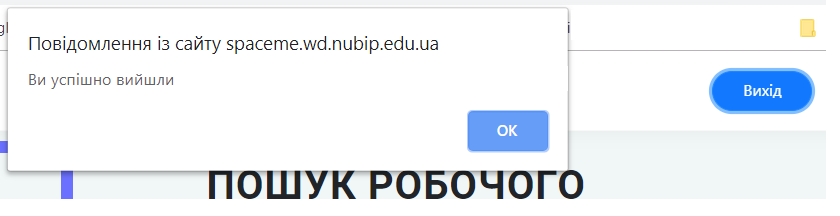 Повідомлення із сайту spaceme.wd.nubip.edu.ua
Ви успішно вийшли
Вихід
OK
ПОШУК РОБОЧОГО